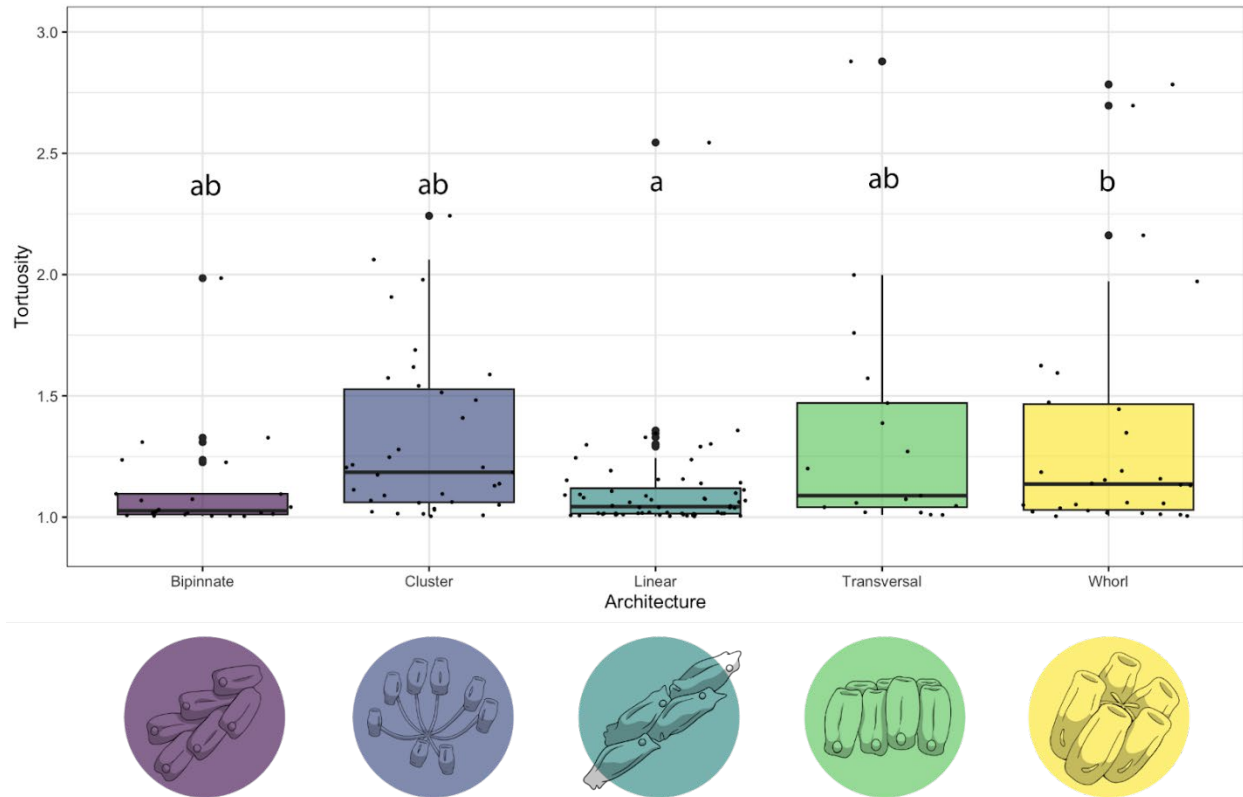 3.0
2.5
ab ab a ab b
2.0
Tortuosity
1.5
1.0
Bipinnate Cluster Linear Transversal Whorl
Architecture